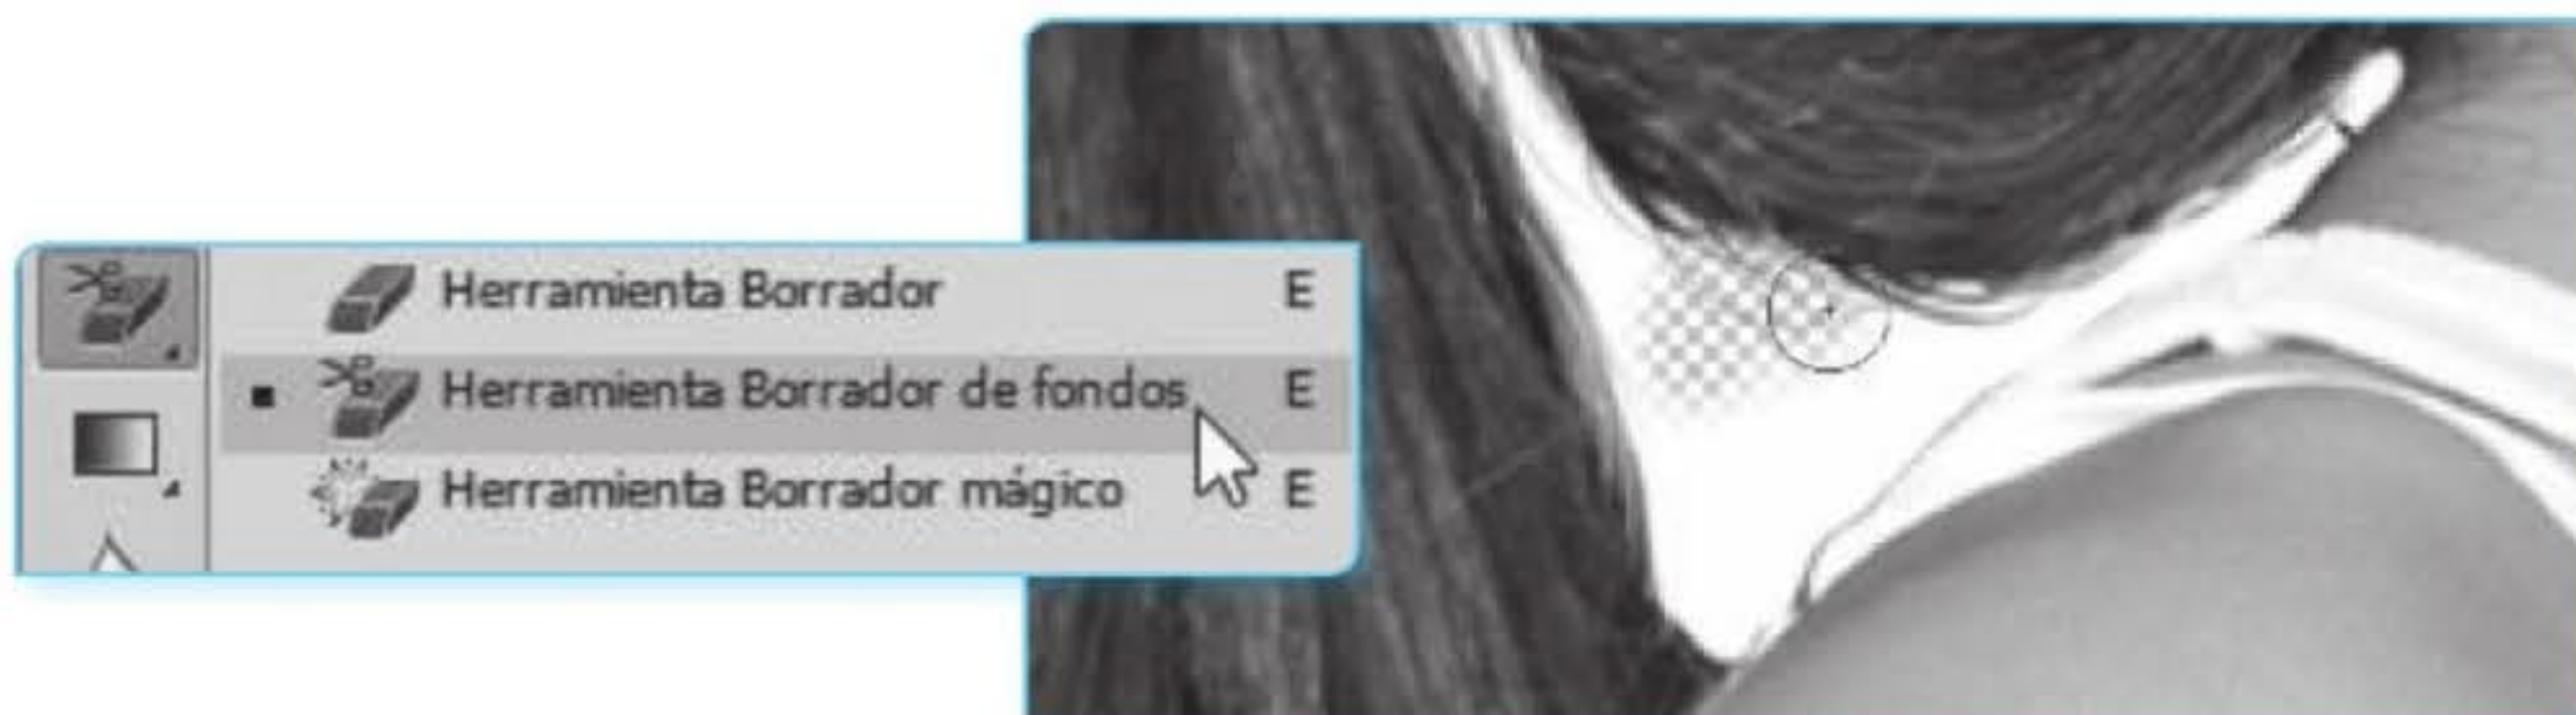 Herramienta Borrador E
Herramienta Borrador de fondos E
Herramienta Borrador mágico E